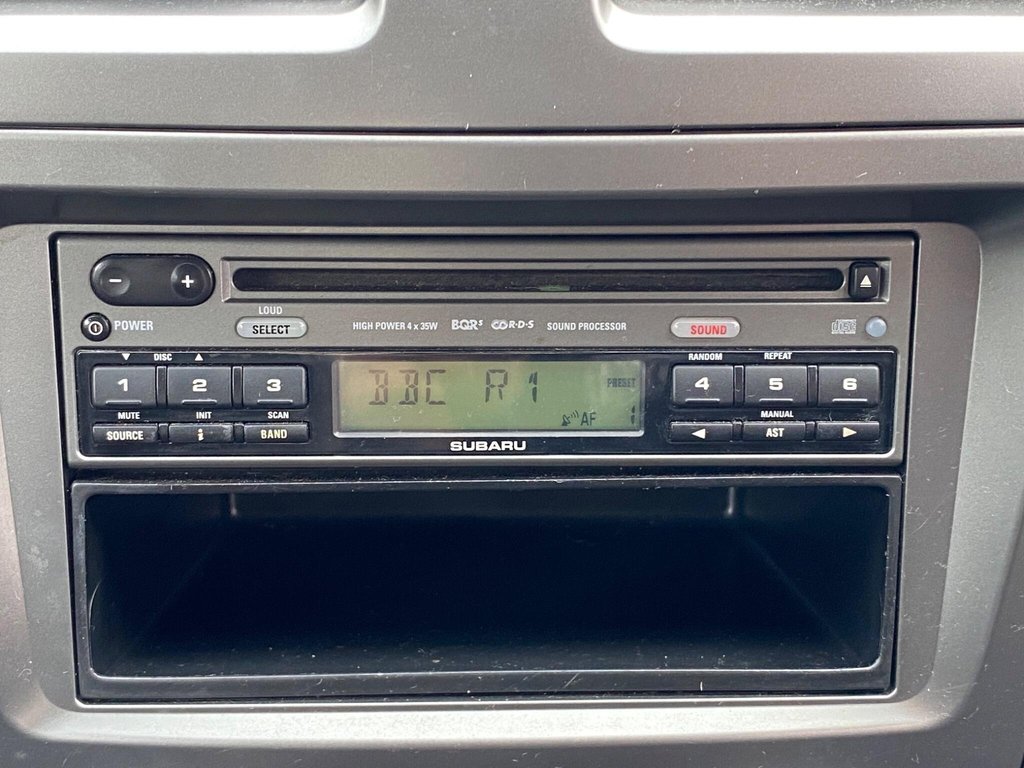 − +
LOUD
POWER SELECT HIGH POWER 4 x 35W BQR⁵ C R·D·S SOUND PROCESSOR SOUND
▼ DISC ▲ RANDOM REPEAT
1 2 3 BBC R1 PRESET 4 5 6
MUTE INIT SCAN AF 1 MANUAL
SOURCE i BAND ◀ AST ▶
SUBARU